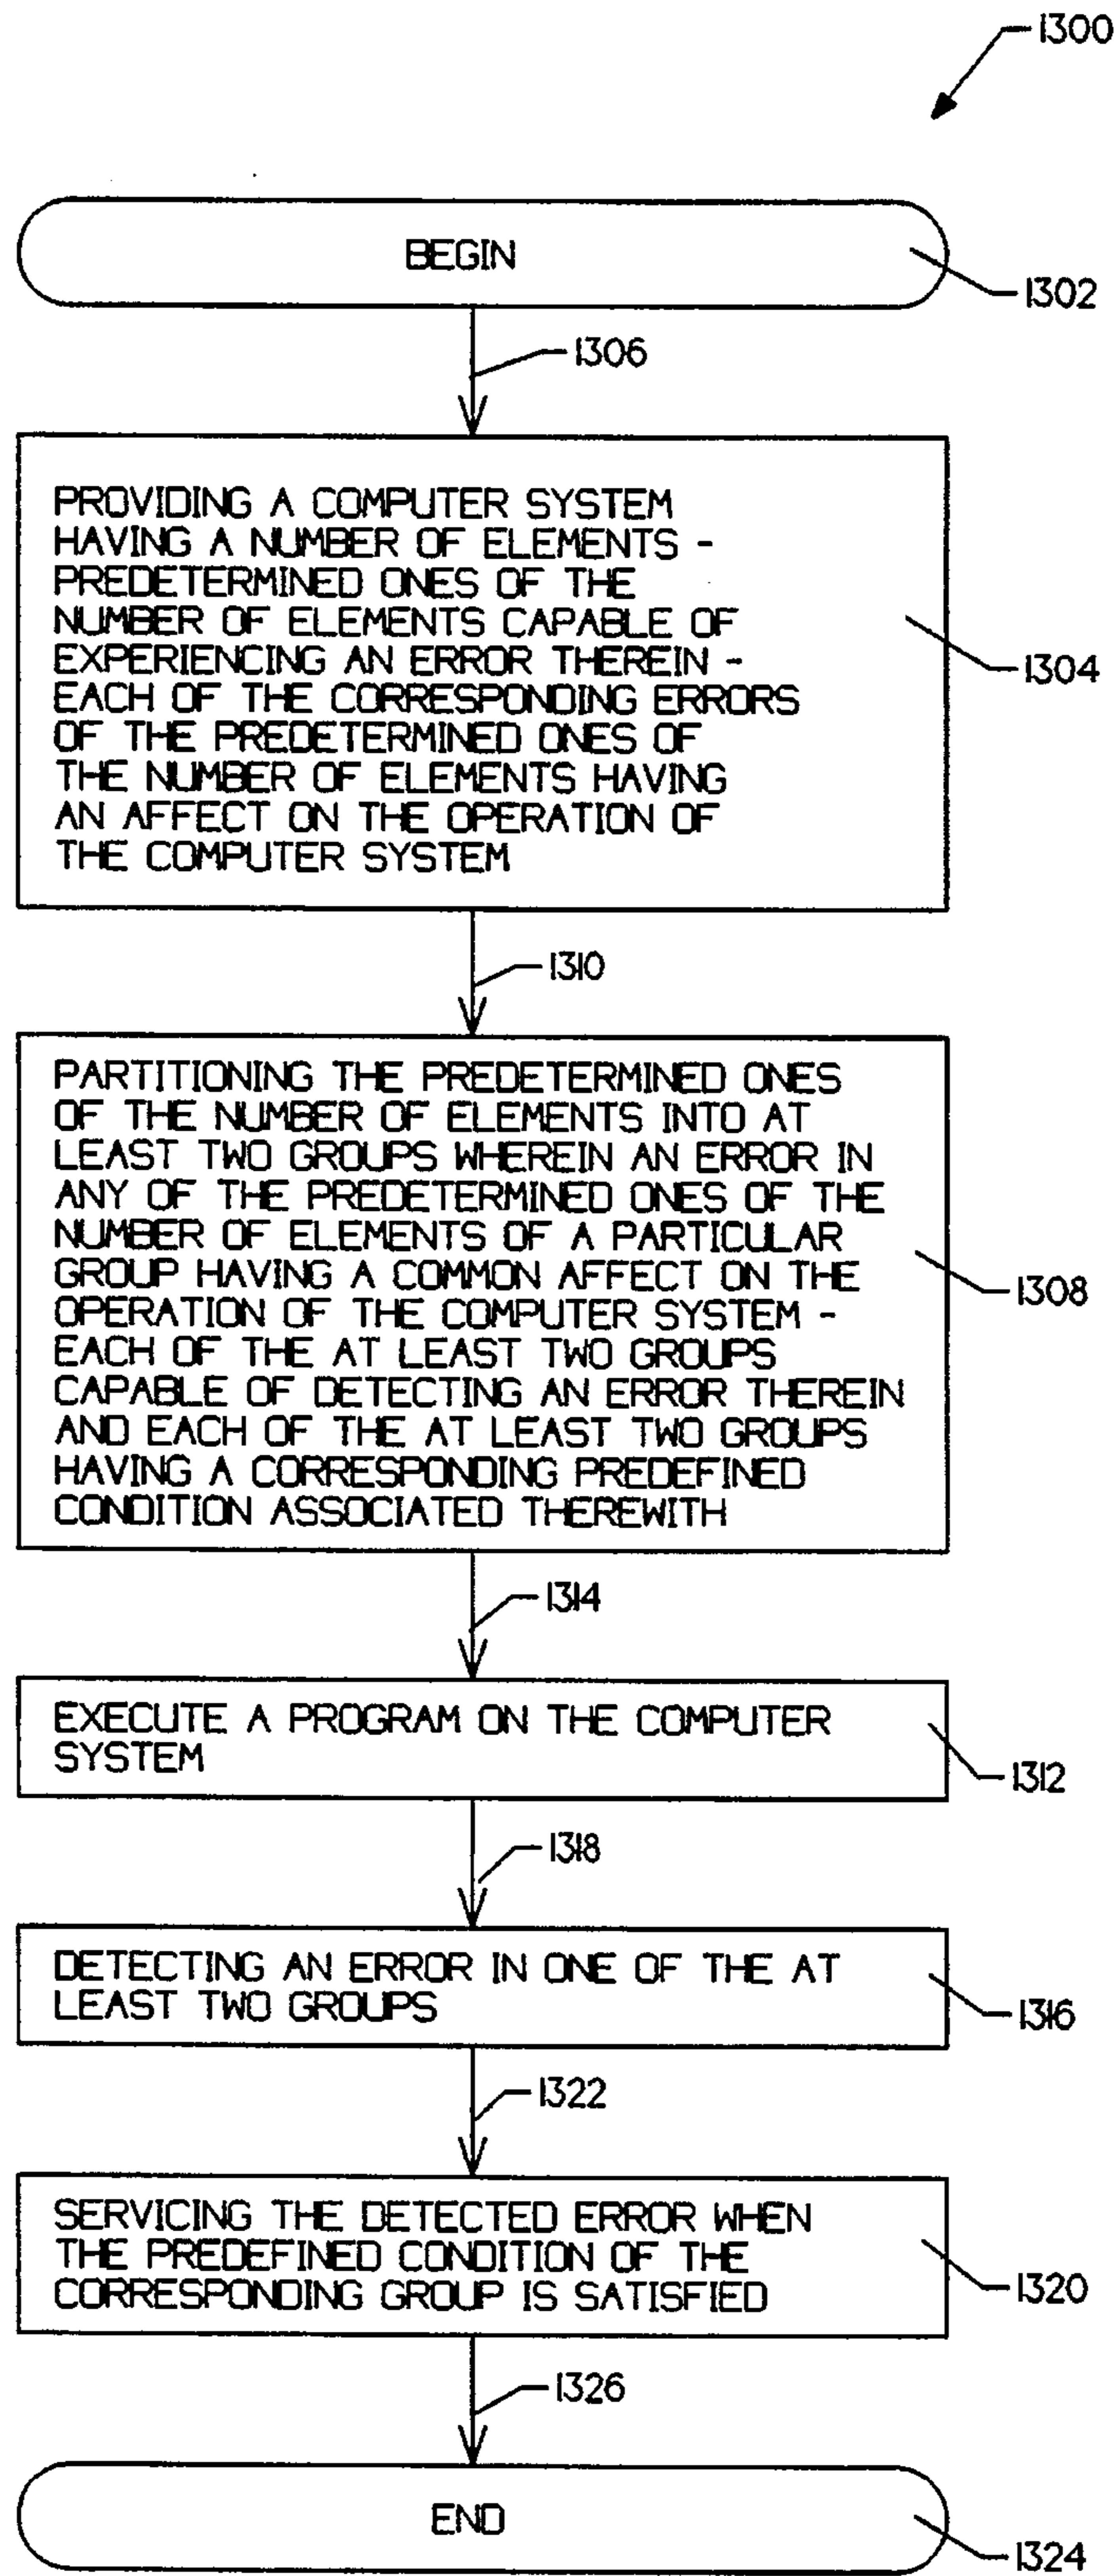 1300
BEGIN
1302
1306
PROVIDING A COMPUTER SYSTEM
HAVING A NUMBER OF ELEMENTS -
PREDETERMINED ONES OF THE
NUMBER OF ELEMENTS CAPABLE OF
EXPERIENCING AN ERROR THEREIN -
EACH OF THE CORRESPONDING ERRORS
OF THE PREDETERMINED ONES OF
THE NUMBER OF ELEMENTS HAVING
AN AFFECT ON THE OPERATION OF
THE COMPUTER SYSTEM
1304
1310
PARTITIONING THE PREDETERMINED ONES
OF THE NUMBER OF ELEMENTS INTO AT
LEAST TWO GROUPS WHEREIN AN ERROR IN
ANY OF THE PREDETERMINED ONES OF THE
NUMBER OF ELEMENTS OF A PARTICULAR
GROUP HAVING A COMMON AFFECT ON THE
OPERATION OF THE COMPUTER SYSTEM -
EACH OF THE AT LEAST TWO GROUPS
CAPABLE OF DETECTING AN ERROR THEREIN
AND EACH OF THE AT LEAST TWO GROUPS
HAVING A CORRESPONDING PREDEFINED
CONDITION ASSOCIATED THEREWITH
1308
1314
EXECUTE A PROGRAM ON THE COMPUTER
SYSTEM
1312
1318
DETECTING AN ERROR IN ONE OF THE AT
LEAST TWO GROUPS
1316
1322
SERVICING THE DETECTED ERROR WHEN
THE PREDEFINED CONDITION OF THE
CORRESPONDING GROUP IS SATISFIED
1320
1326
END
1324